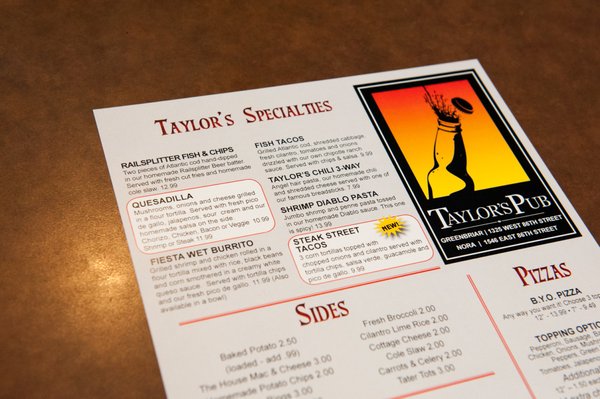 TAYLOR'S SPECIALTIES
RAILSPLITTER FISH & CHIPS
Two pieces of Atlantic cod hand-dipped
in our homemade Railsplitter Beer batter.
Served with fresh cut fries and homemade
cole slaw. 12.99
QUESADILLA
Mushrooms, onions and cheese grilled
in a flour tortilla. Served with fresh pico
de gallo, jalapenos, sour cream and our
homemade salsa on the side.
Chorizo, Chicken, Bacon or Veggie 10.99
Shrimp or Steak 11.99
FIESTA WET BURRITO
Grilled shrimp and chicken rolled in a
flour tortilla mixed with rice, black beans
and corn smothered in a creamy white
queso sauce. Served with tortilla chips
and our fresh pico de gallo. 11.99 (Also
available in a bowl)
FISH TACOS
Grilled Atlantic cod, shredded cabbage,
fresh cilantro, tomatoes and onions
drizzled with our own chipotle ranch
sauce. Served with chips & salsa. 9.99
TAYLOR'S CHILI 3-WAY
Angel hair pasta, our homemade chili
and shredded cheese served with one of
our famous breadsticks. 7.99
SHRIMP DIABLO PASTA
Jumbo shrimp and penne pasta tossed
in our homemade Diablo sauce. This one
is spicy! 13.99
STEAK STREET
TACOS
NEW!
3 corn tortillas topped with
chopped onions and cilantro served with
tortilla chips, salsa verde, guacamole and
pico de gallo. 9.99
TAYLOR'S PUB
GREENBRIAR | 1325 WEST 86TH STREET
NORA | 1546 EAST 86TH STREET
SIDES
Baked Potato 2.50
(loaded - add .99)
The House Mac & Cheese 3.00
Homemade Potato Chips 2.00
Rings 3.00
Fresh Broccoli 2.00
Cilantro Lime Rice 2.00
Cottage Cheese 2.00
Cole Slaw 2.00
Carrots & Celery 2.00
Tater Tots 3.00
PIZZAS
B.Y.O. PIZZA
Any way you want it! Choose 3 top
12" - 13.99 • 7" - 9.49
TOPPING OPTIO
Pepperoni, Sausage, B
Chicken, Onions, Mush
Peppers, Green
Tomatoes, Jalapeno
12" = 1.50
extra c